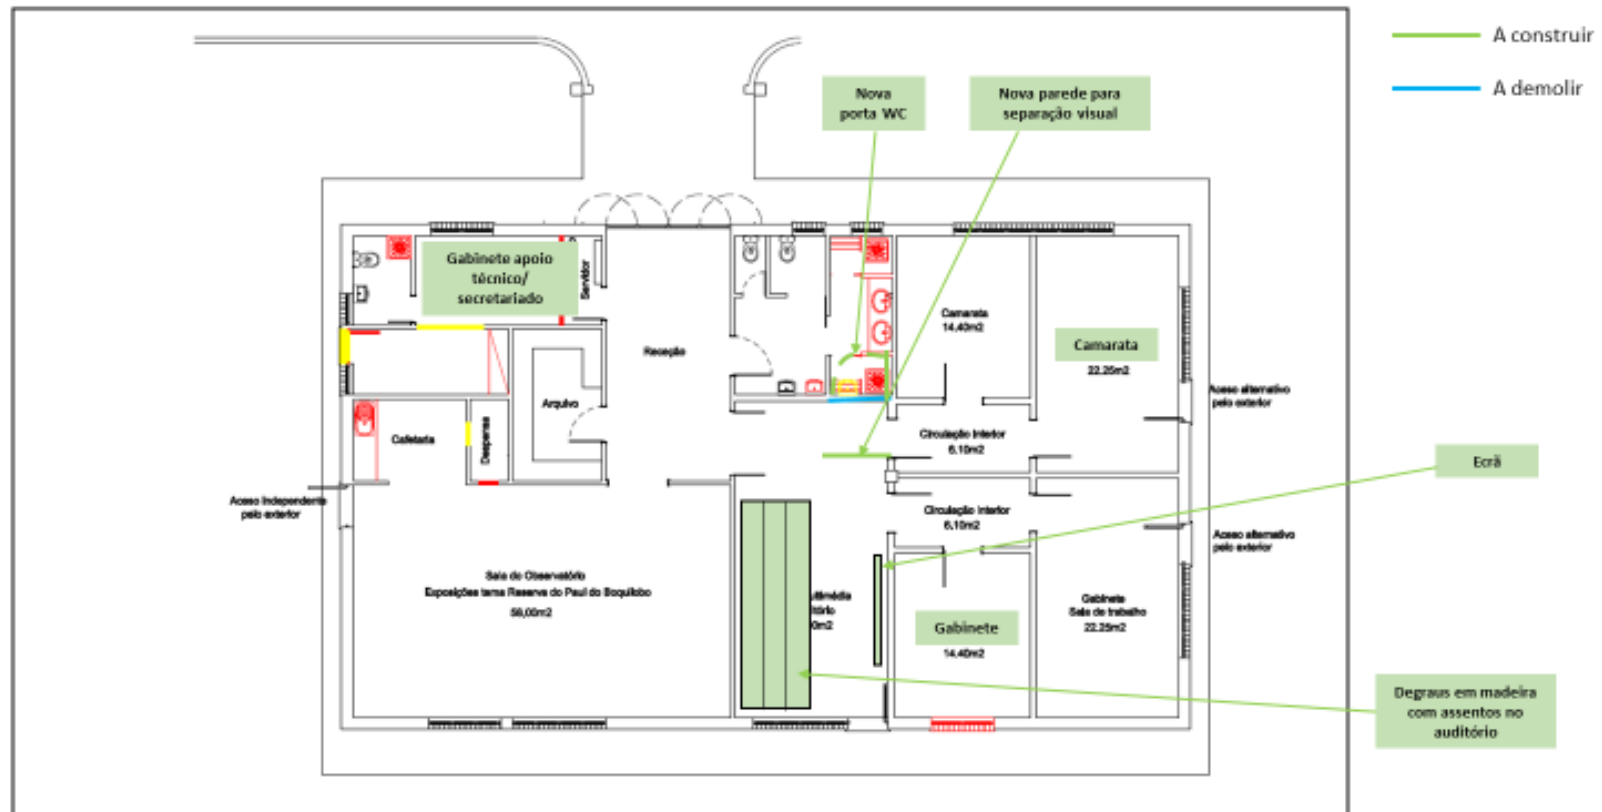 A construir
A demolir
Nova
porta WC
Nova parede para
separação visual
Gabinete apoio
técnico/
secretariado
Servidor
Receção
Camarata
14.40m2
Camarata
22.25m2
Arquivo
Cafetaria
Despensa
Circulação Interior
6.10m2
Acesso alternativo
pelo exterior
Ecrã
Acesso Independente
pelo exterior
Circulação Interior
6.10m2
Acesso alternativo
pelo exterior
Sala do Observatório
Exposições tema Reserva do Paul do Boquilobo
ultimédia
tório
0m2
Gabinete
Sala de trabalho
22.25m2
Gabinete
14.40m2
Degraus em madeira
com assentos no
auditório